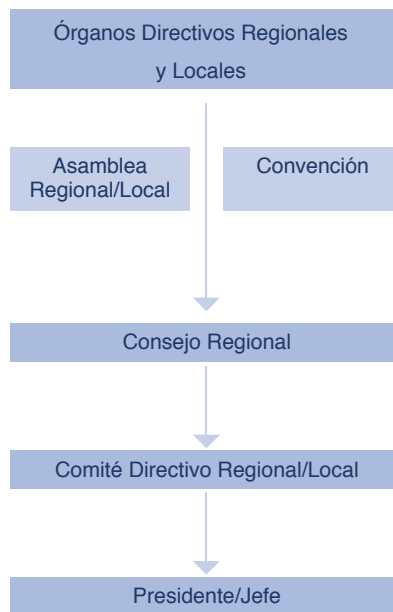 Órganos Directivos Regionales
y Locales
Asamblea
Regional/Local
Convención
Consejo Regional
Comité Directivo Regional/Local
Presidente/Jefe